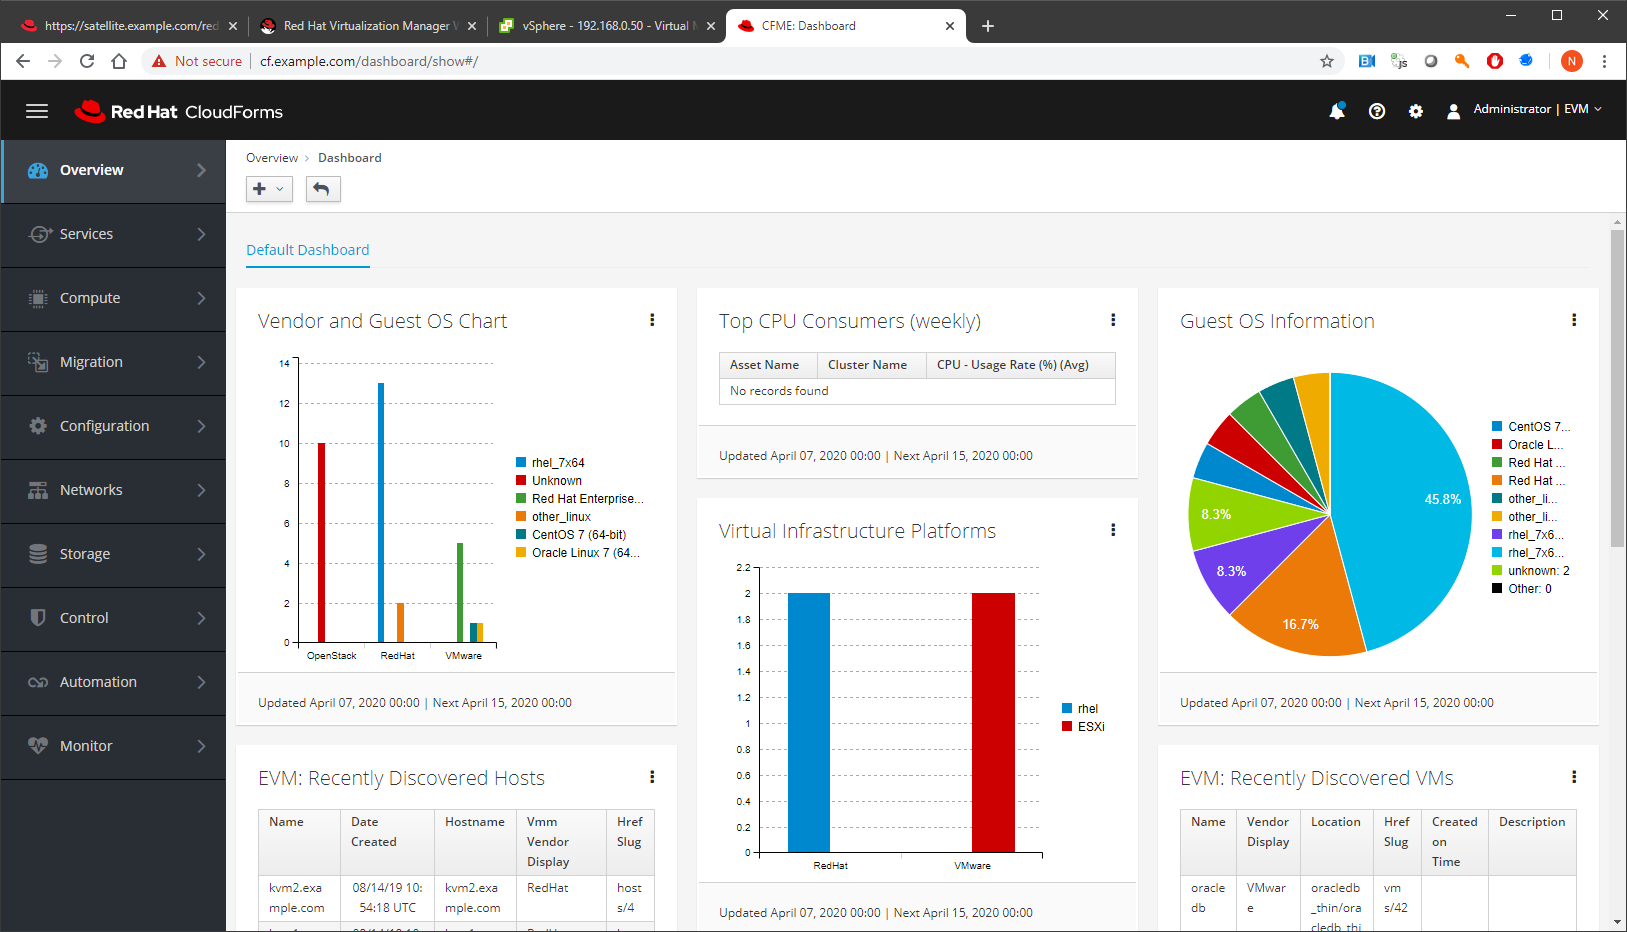 https://satellite.example.com/red
Red Hat Virtualization Manager
vSphere - 192.168.0.50 - Virtual
CFME: Dashboard
Not secure
cf.example.com/dashboard/show#/
N
Red Hat CloudForms
Administrator | EVM
Overview
Services
Compute
Migration
Configuration
Networks
Storage
Control
Automation
Monitor
Overview > Dashboard
Default Dashboard
Vendor and Guest OS Chart
14
12
10
8
6
4
2
0
OpenStack RedHat VMware
rhel_7x64
Unknown
Red Hat Enterprise...
other_linux
CentOS 7 (64-bit)
Oracle Linux 7 (64...
Updated April 07, 2020 00:00 | Next April 15, 2020 00:00
Top CPU Consumers (weekly)
Asset Name Cluster Name CPU - Usage Rate (%) (Avg)
No records found
Updated April 07, 2020 00:00 | Next April 15, 2020 00:00
Guest OS Information
45.8%
16.7%
8.3%
8.3%
CentOS 7...
Oracle L...
Red Hat ...
Red Hat ...
other_li...
other_li...
rhel_7x6...
rhel_7x6...
unknown: 2
Other: 0
Updated April 07, 2020 00:00 | Next April 15, 2020 00:00
Virtual Infrastructure Platforms
2.2
2
1.8
1.6
1.4
1.2
1
0.8
0.6
0.4
0.2
0
RedHat VMware
rhel
ESXi
Updated April 07, 2020 00:00 | Next April 15, 2020 00:00
EVM: Recently Discovered Hosts
Name Date Created Hostname Vmm Vendor Display Href Slug
kvm2.exa 08/14/19 10: kvm2.exa RedHat host
mple.com 54:18 UTC mple.com s/4
EVM: Recently Discovered VMs
Name Vendor Display Location Href Slug Created on Time Description
oracle VMwar oracledb vm
db e _thin/ora s/42
cledb_thi